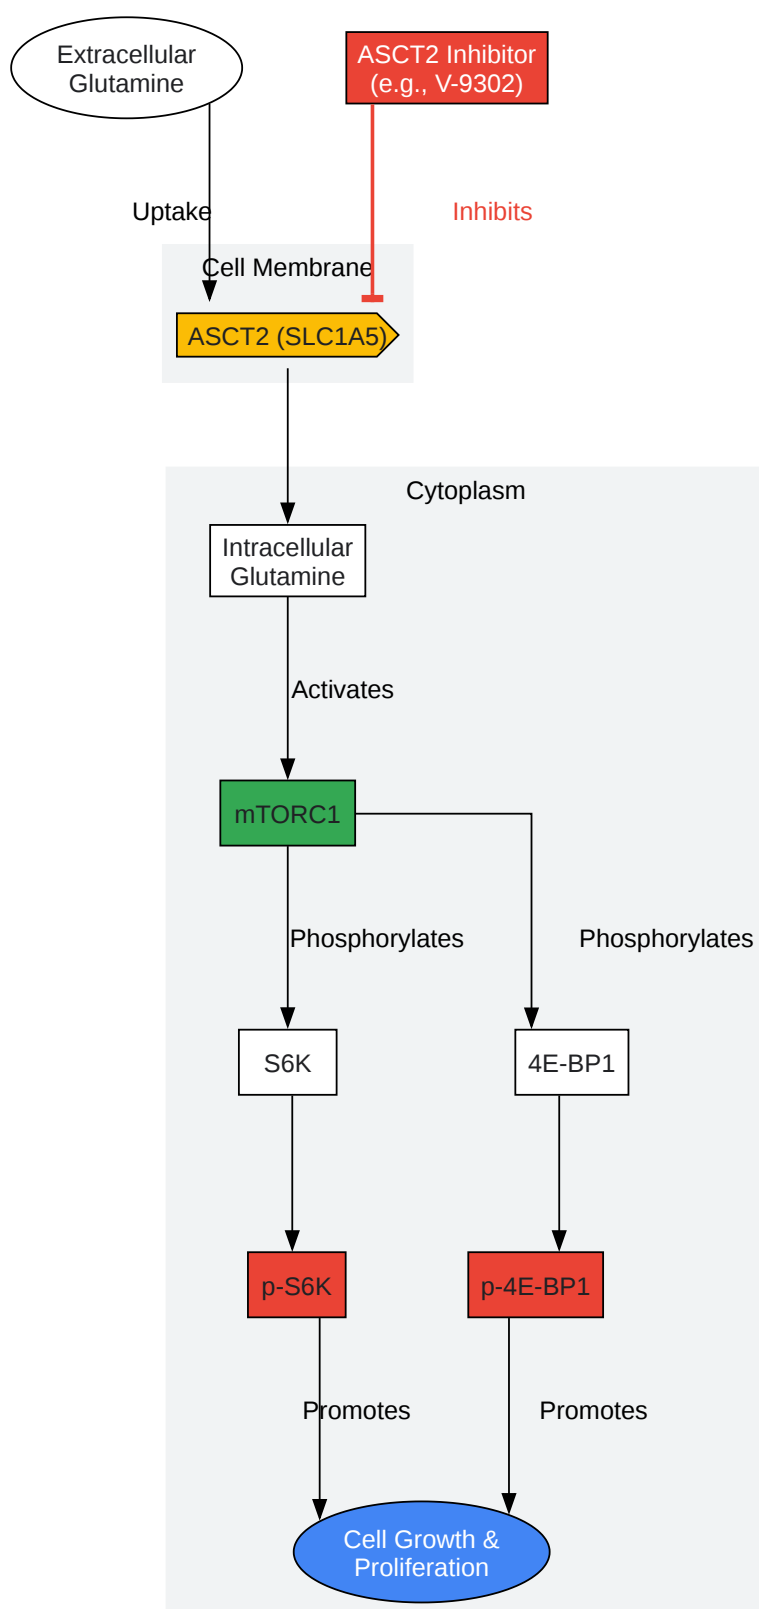 Extracellular
Glutamine
ASCT2 Inhibitor
(e.g., V-9302)
Uptake
Inhibits
Cell Membrane
ASCT2 (SLC1A5)
Cytoplasm
Intracellular
Glutamine
Activates
mTORC1
Phosphorylates
Phosphorylates
S6K
4E-BP1
p-S6K
p-4E-BP1
Promotes
Promotes
Cell Growth &
Proliferation